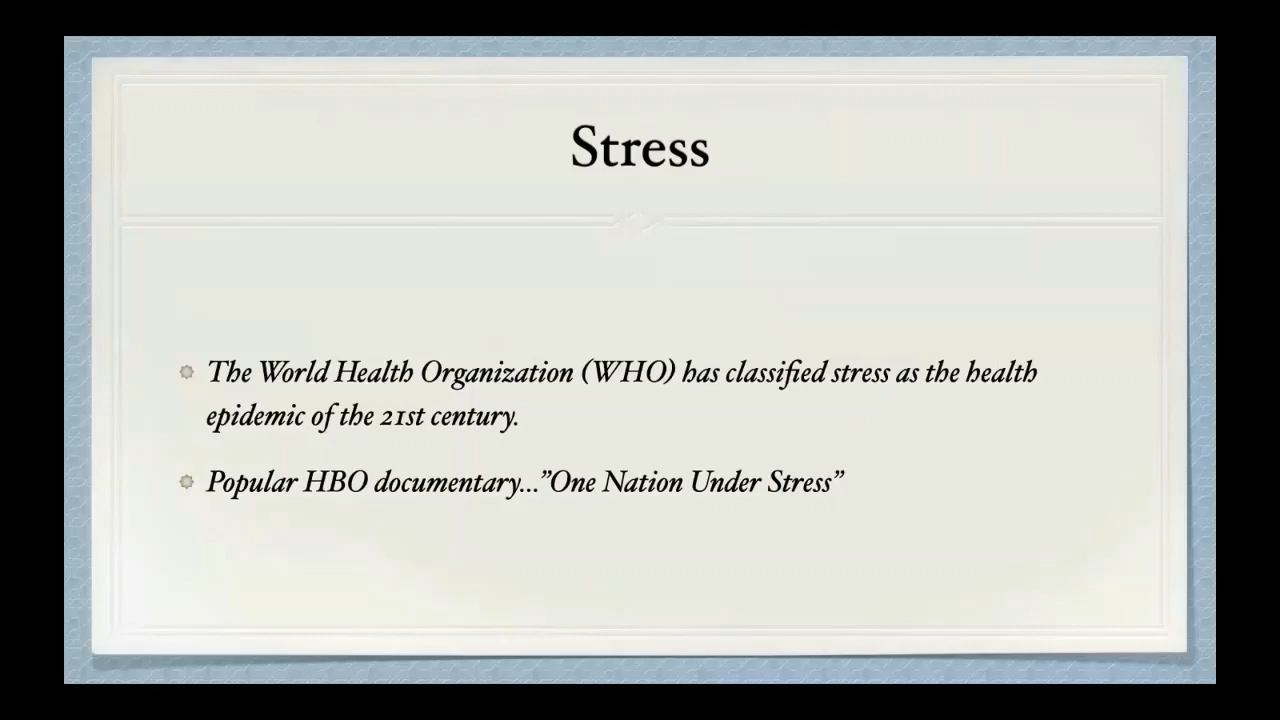 Stress
The World Health Organization (WHO) has classified stress as the health
epidemic of the 21st century.
Popular HBO documentary...”One Nation Under Stress”